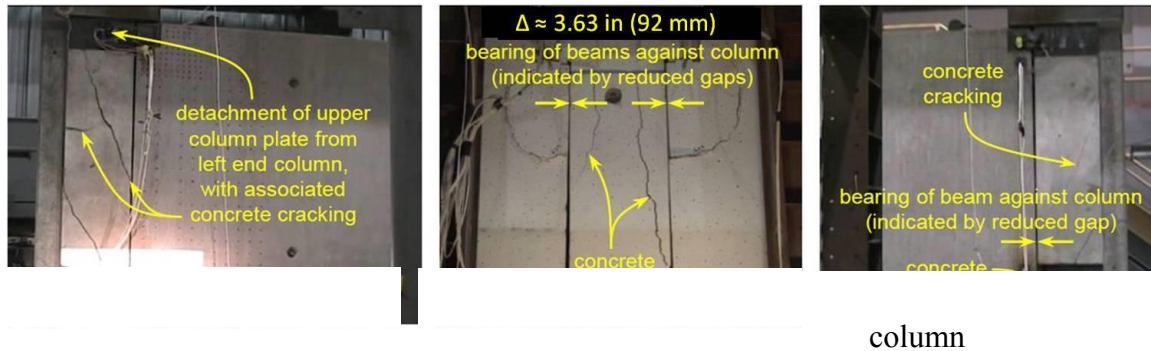 detachment of upper
column plate from
left end column,
with associated
concrete cracking
Δ ≈ 3.63 in (92 mm)
bearing of beams against column
(indicated by reduced gaps)
concrete
concrete
cracking
bearing of beam against column
(indicated by reduced gap)
concrete
column